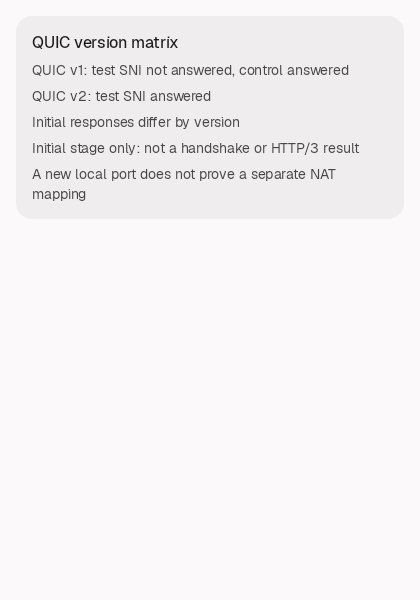 QUIC version matrix
QUIC v1: test SNI not answered, control answered
QUIC v2: test SNI answered
Initial responses differ by version
Initial stage only: not a handshake or HTTP/3 result
A new local port does not prove a separate NAT
mapping